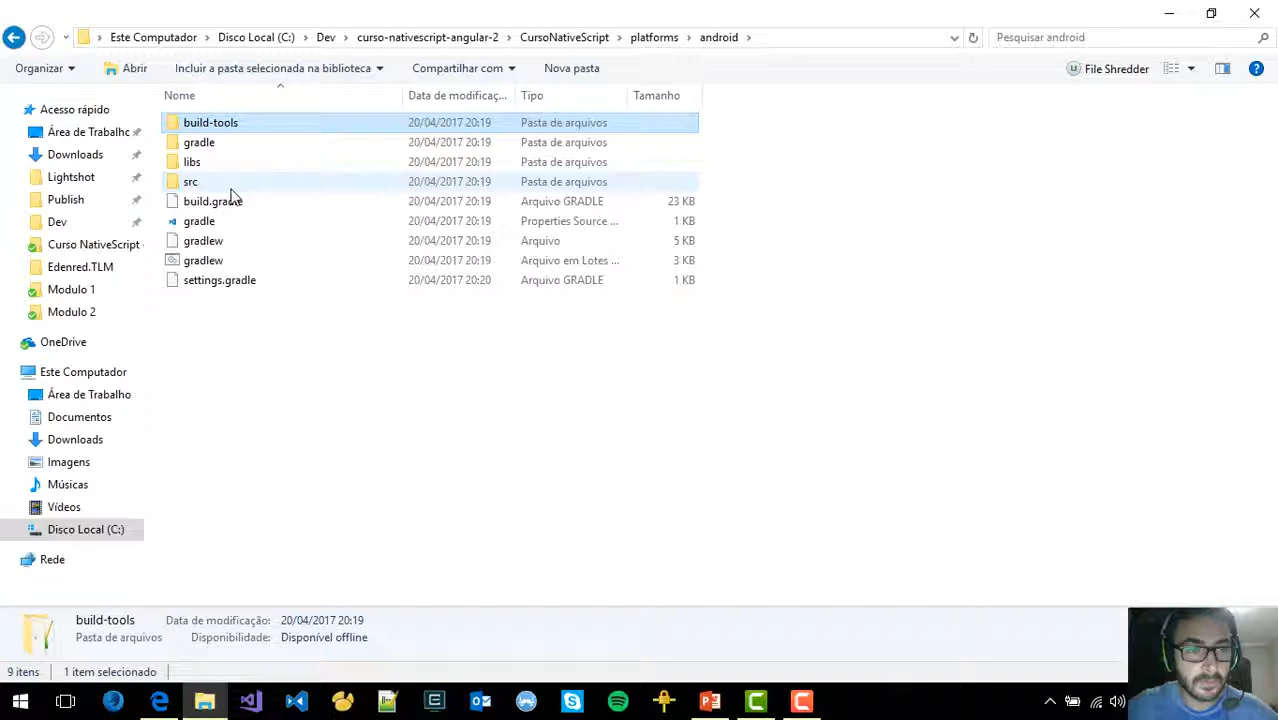 Este Computador > Disco Local (C:) > Dev > curso-nativescript-angular-2 > CursoNativeScript > platforms > android >
Pesquisar android
Organizar Abrir Incluir a pasta selecionada na biblioteca Compartilhar com Nova pasta File Shredder
Nome Data de modificaç... Tipo Tamanho
build-tools 20/04/2017 20:19 Pasta de arquivos
gradle 20/04/2017 20:19 Pasta de arquivos
libs 20/04/2017 20:19 Pasta de arquivos
src 20/04/2017 20:19 Pasta de arquivos
build.gradle 20/04/2017 20:19 Arquivo GRADLE 23 KB
gradle 20/04/2017 20:19 Properties Source ... 1 KB
gradlew 20/04/2017 20:19 Arquivo 5 KB
gradlew 20/04/2017 20:19 Arquivo em Lotes ... 3 KB
settings.gradle 20/04/2017 20:20 Arquivo GRADLE 1 KB
Acesso rápido
Área de Trabalho
Downloads
Lightshot
Publish
Dev
Curso NativeScript
Edenred.TLM
Modulo 1
Modulo 2
OneDrive
Este Computador
Área de Trabalho
Documentos
Downloads
Imagens
Músicas
Vídeos
Disco Local (C:)
Rede
build-tools Data de modificação: 20/04/2017 20:19
Pasta de arquivos Disponibilidade: Disponível offline
9 itens 1 item selecionado